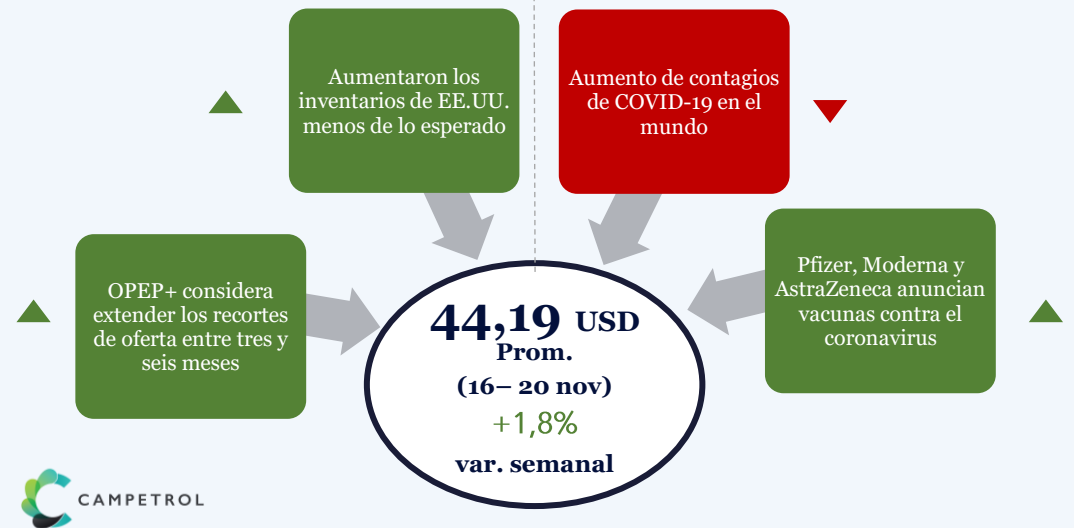 Aumentaron los
inventarios de EE.UU.
menos de lo esperado
Aumento de contagios
de COVID-19 en el
mundo
OPEP+ considera
extender los recortes
de oferta entre tres y
seis meses
Pfizer, Moderna y
AstraZeneca anuncian
vacunas contra el
coronavirus
44,19 USD
Prom.
(16– 20 nov)
+1,8%
var. semanal
CAMPETROL